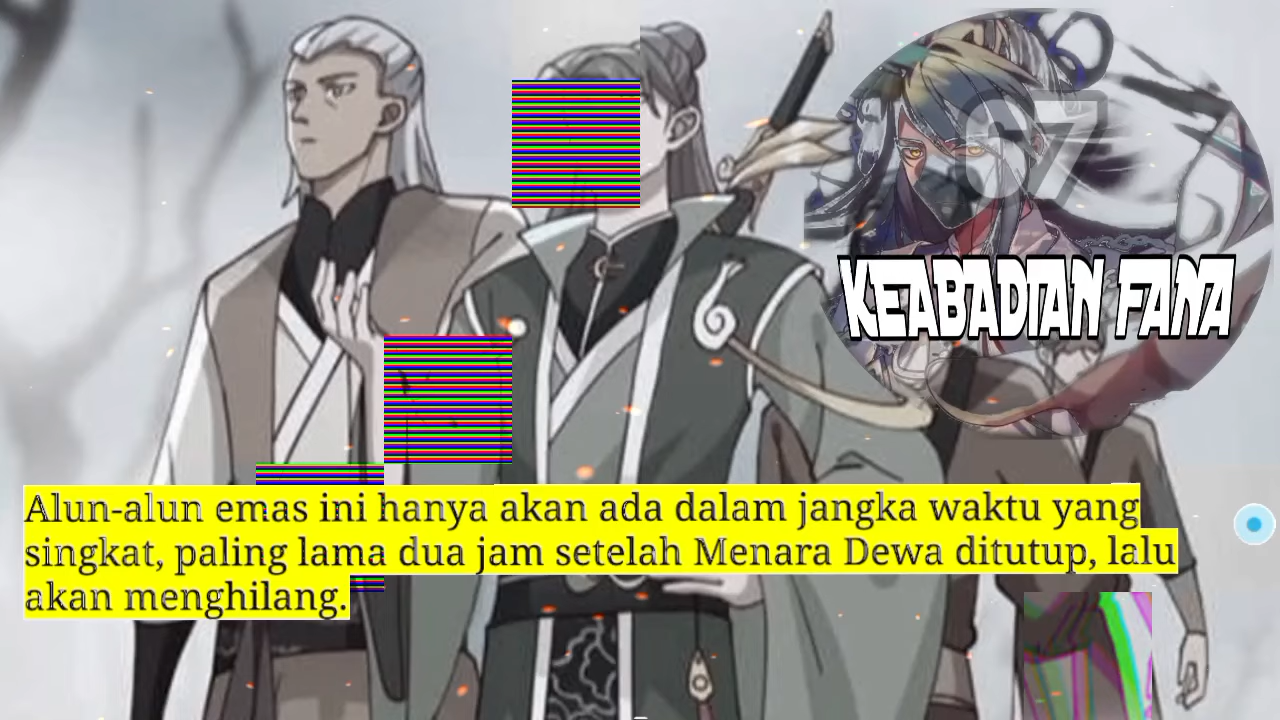 KEABADIAN FANA
Alun-alun emas ini hanya akan ada dalam jangka waktu yang
singkat, paling lama dua jam setelah Menara Dewa ditutup, lalu
akan menghilang.